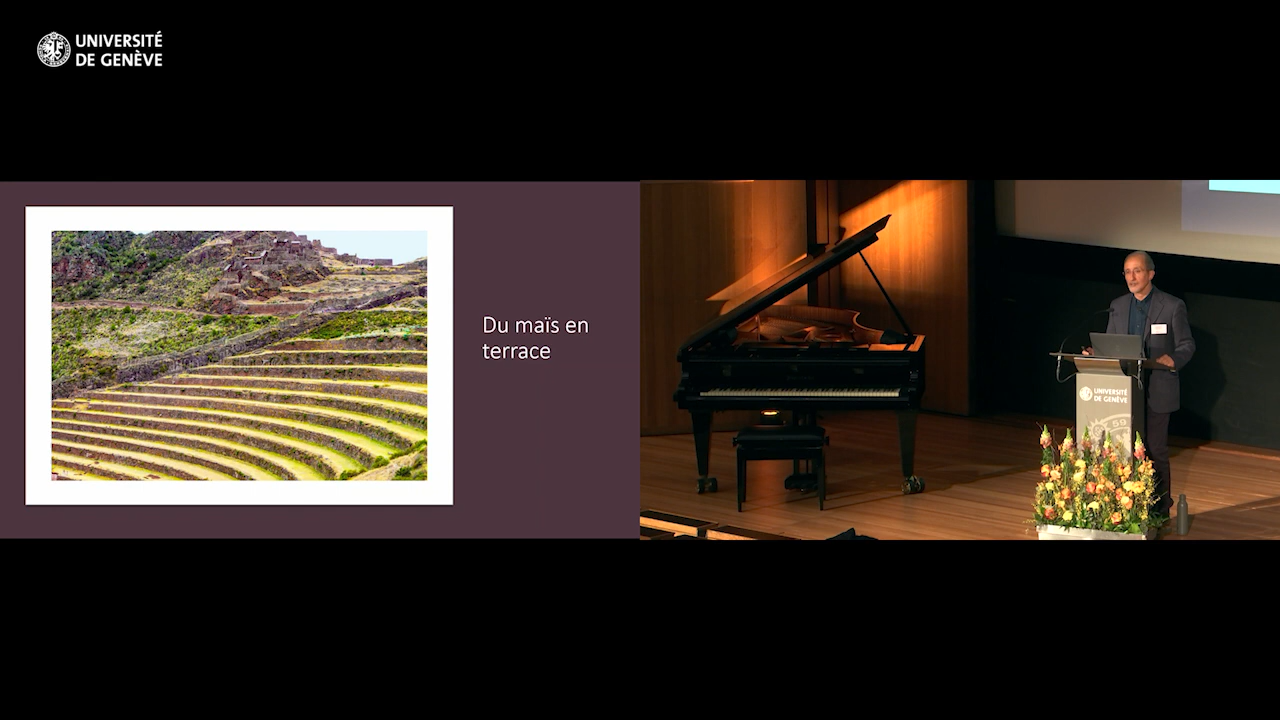 UNIVERSITÉ
DE GENÈVE
Du maïs en
terrace
UNIVERSITÉ
DE GENÈVE